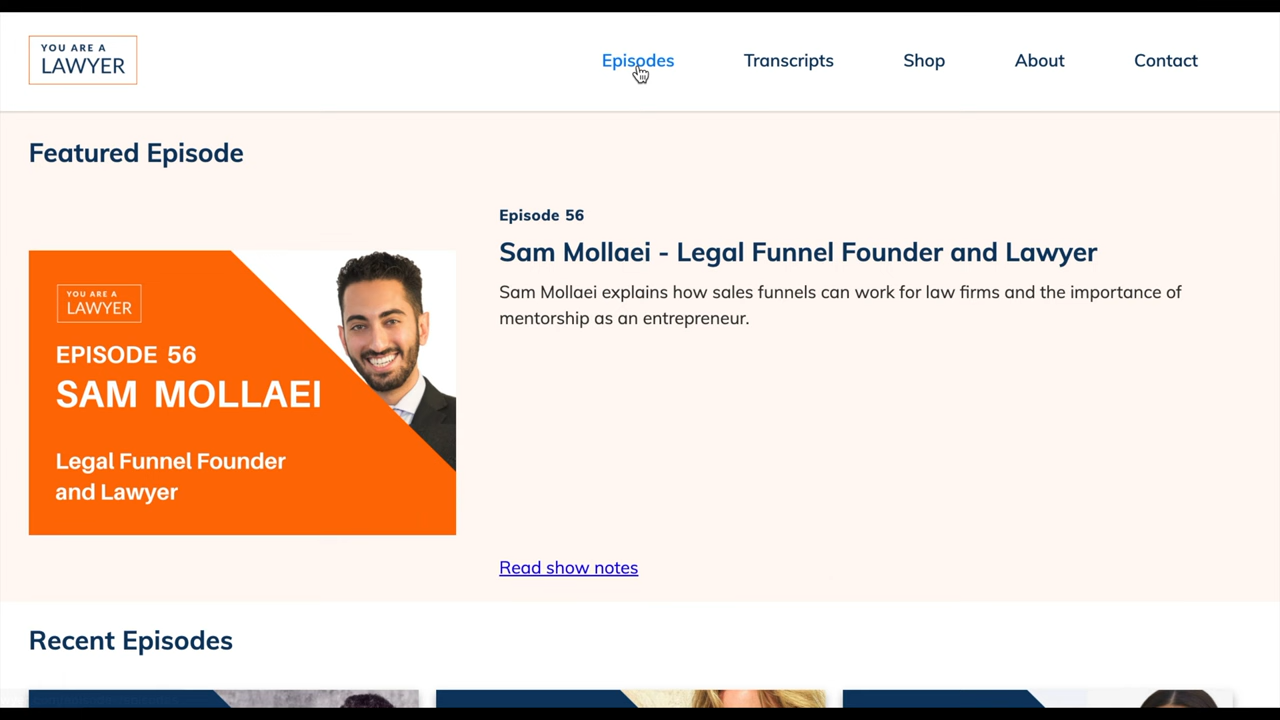 YOU ARE A
LAWYER
Episodes
Transcripts
Shop
About
Contact
Featured Episode
YOU ARE A
LAWYER
EPISODE 56
SAM MOLLAEI
Legal Funnel Founder
and Lawyer
Episode 56
Sam Mollaei - Legal Funnel Founder and Lawyer
Sam Mollaei explains how sales funnels can work for law firms and the importance of
mentorship as an entrepreneur.
Read show notes
Recent Episodes